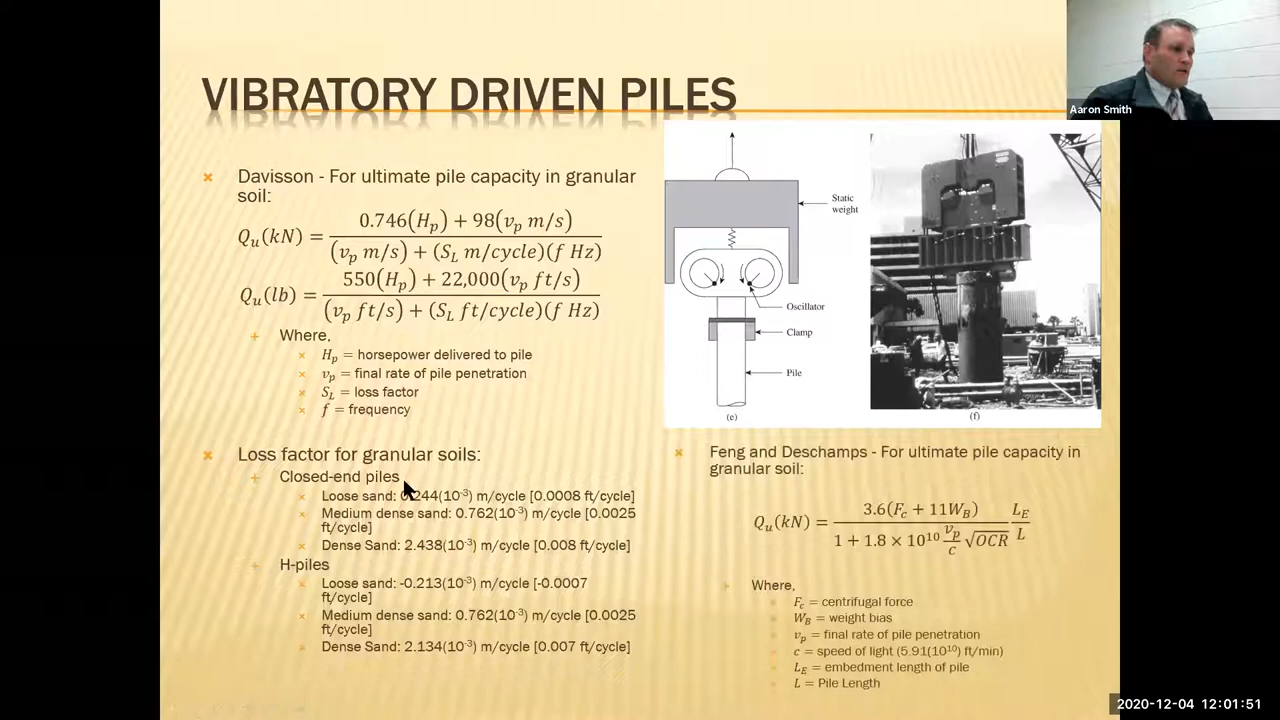 Aaron Smith
VIBRATORY DRIVEN PILES
Davisson - For ultimate pile capacity in granular
soil:
Q_u(kN) = \frac{0.746(H_p) + 98(v_p m/s)}{(v_p m/s) + (S_L m/cycle)(f Hz)}
Q_u(lb) = \frac{550(H_p) + 22,000(v_p ft/s)}{(v_p ft/s) + (S_L ft/cycle)(f Hz)}
Where,
H_p = horsepower delivered to pile
v_p = final rate of pile penetration
S_L = loss factor
f = frequency
Loss factor for granular soils:
Closed-end piles
Loose sand: 0.244(10^-3) m/cycle [0.0008 ft/cycle]
Medium dense sand: 0.762(10^-3) m/cycle [0.0025
ft/cycle]
Dense Sand: 2.438(10^-3) m/cycle [0.008 ft/cycle]
H-piles
Loose sand: -0.213(10^-3) m/cycle [-0.0007
ft/cycle]
Medium dense sand: 0.762(10^-3) m/cycle [0.0025
ft/cycle]
Dense Sand: 2.134(10^-3) m/cycle [0.007 ft/cycle]
Static
weight
Oscillator
Clamp
Pile
(e)
(f)
Feng and Deschamps - For ultimate pile capacity in
granular soil:
Q_u(kN) = \frac{3.6(F_c + 11W_B)}{1 + 1.8 × 10^{10} \frac{v_p}{c} \sqrt{OCR}} \frac{L_E}{L}
Where,
F_c = centrifugal force
W_B = weight bias
v_p = final rate of pile penetration
c = speed of light (5.91(10^10) ft/min)
L_E = embedment length of pile
L = Pile Length
2020-12-04 12:01:51